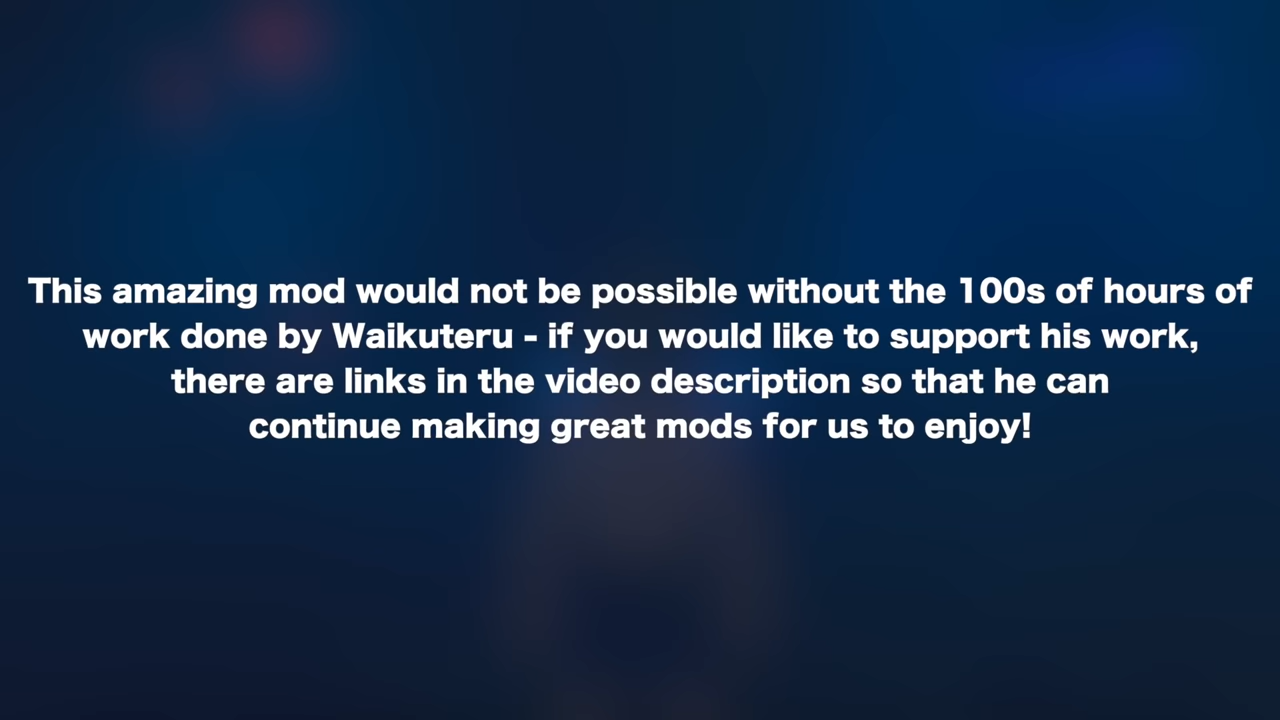 This amazing mod would not be possible without the 100s of hours of
work done by Waikuteru - if you would like to support his work,
there are links in the video description so that he can
continue making great mods for us to enjoy!